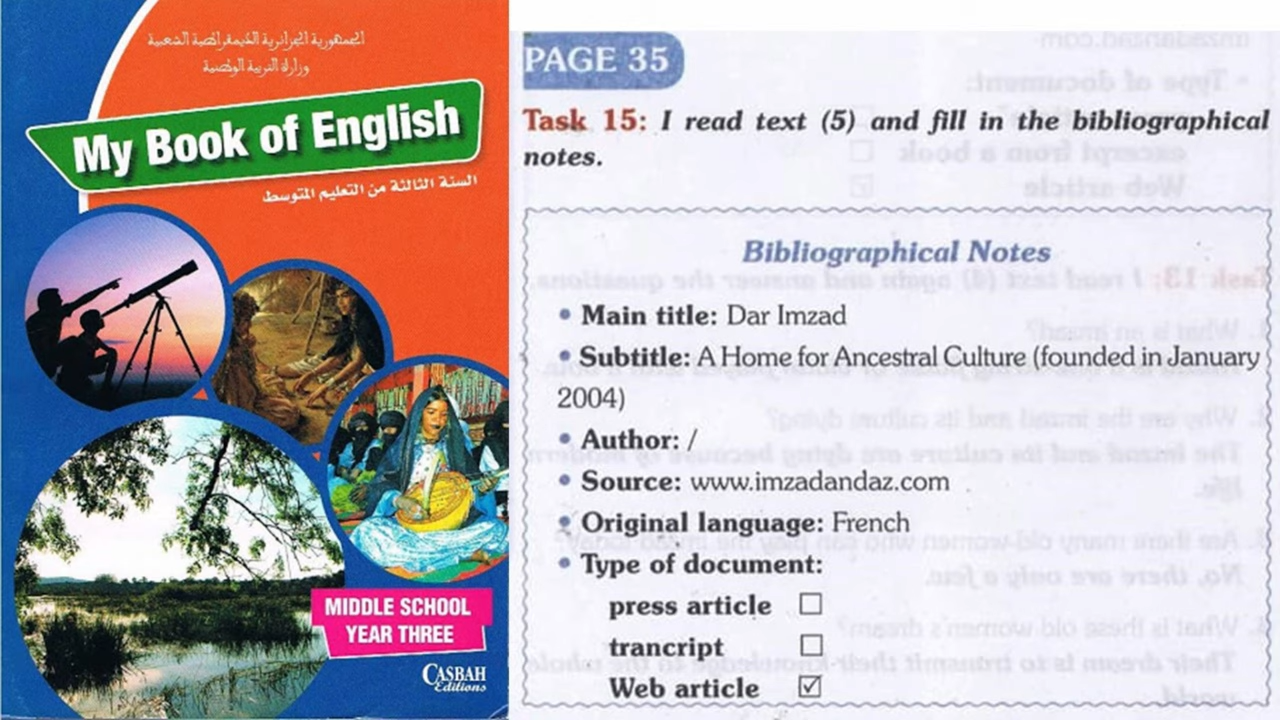 الجمهورية الجزائرية الديمقراطية الشعبية
وزارة التربية الوطنية
My Book of English
السنة الثالثة من التعليم المتوسط
MIDDLE SCHOOL
YEAR THREE
CASBAH
Editions
PAGE 35
Task 15: I read text (5) and fill in the bibliographical
notes.
Bibliographical Notes
• Main title: Dar Imzad
• Subtitle: A Home for Ancestral Culture (founded in January
2004)
• Author: /
• Source: www.imzadandaz.com
• Original language: French
• Type of document:
press article ☐
transcript ☐
Web article ☑